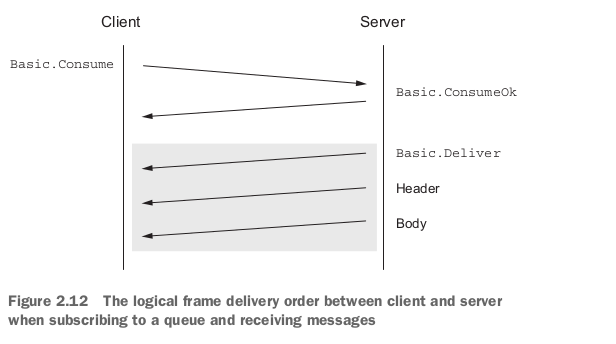 Client
Server
Basic.Consume
Basic.ConsumeOk
Basic.Deliver
Header
Body
Figure 2.12 The logical frame delivery order between client and server
when subscribing to a queue and receiving messages